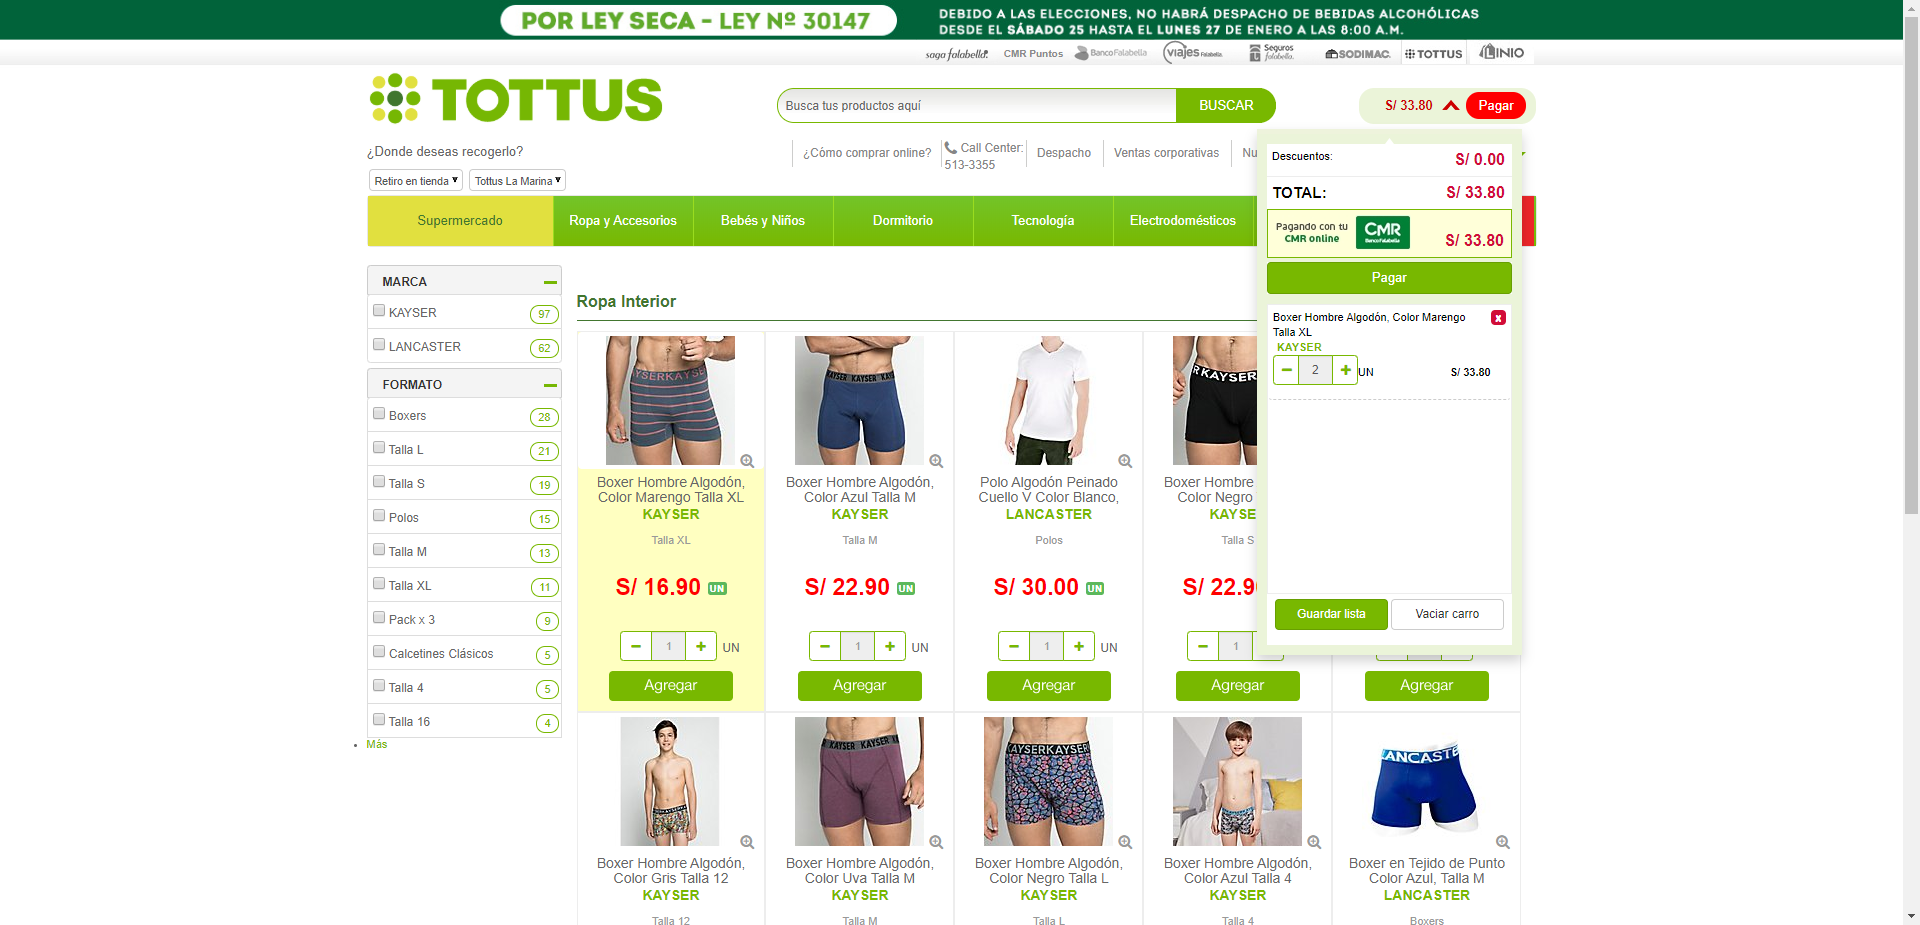 POR LEY SECA - LEY Nº 30147
DEBIDO A LAS ELECCIONES, NO HABRÁ DESPACHO DE BEBIDAS ALCOHÓLICAS
DESDE EL SÁBADO 25 HASTA EL LUNES 27 DE ENERO A LAS 8:00 A.M.
saga falabella. CMR Puntos Banco Falabella Viajes Falabella Seguros falabella. SODIMAC. TOTTUS LINIO
TOTTUS
Busca tus productos aquí
BUSCAR
S/ 33.80
Pagar
¿Donde deseas recogerlo?
Retiro en tienda
Tottus La Marina
¿Cómo comprar online?
Call Center:
513-3355
Despacho
Ventas corporativas
Nu
Supermercado
Ropa y Accesorios
Bebés y Niños
Dormitorio
Tecnología
Electrodomésticos
Descuentos: S/ 0.00
TOTAL: S/ 33.80
Pagando con tu
CMR online
CMR
Banco Falabella
S/ 33.80
Pagar
Boxer Hombre Algodón, Color Marengo
Talla XL
x
KAYSER
− 2 + UN S/ 33.80
Guardar lista
Vaciar carro
MARCA
KAYSER 97
LANCASTER 62
FORMATO
Boxers 28
Talla L 21
Talla S 19
Polos 15
Talla M 13
Talla XL 11
Pack x 3 9
Calcetines Clásicos 5
Talla 4 5
Talla 16 4
Más
Ropa Interior
YSERKAYSER
KAYSER KAYSER
KAYSER
Boxer Hombre Algodón,
Color Marengo Talla XL
KAYSER
Talla XL
S/ 16.90 UN
− 1 + UN
Agregar
Boxer Hombre Algodón,
Color Azul Talla M
KAYSER
Talla M
S/ 22.90 UN
− 1 + UN
Agregar
Polo Algodón Peinado
Cuello V Color Blanco,
LANCASTER
Polos
S/ 30.00 UN
− 1 + UN
Agregar
Boxer Hombre
Color Negro
KAYSE
Talla S
S/ 22.9
− 1
Agregar
Agregar
Boxer Hombre Algodón,
Color Gris Talla 12
KAYSER
Talla 12
KAYSER KAYSER
Boxer Hombre Algodón,
Color Uva Talla M
KAYSER
Talla M
KAYSERKAYSER
Boxer Hombre Algodón,
Color Negro Talla L
KAYSER
Talla L
Boxer Hombre Algodón,
Color Azul Talla 4
KAYSER
Talla 4
LANCASTE
Boxer en Tejido de Punto
Color Azul, Talla M
LANCASTER
Boxers